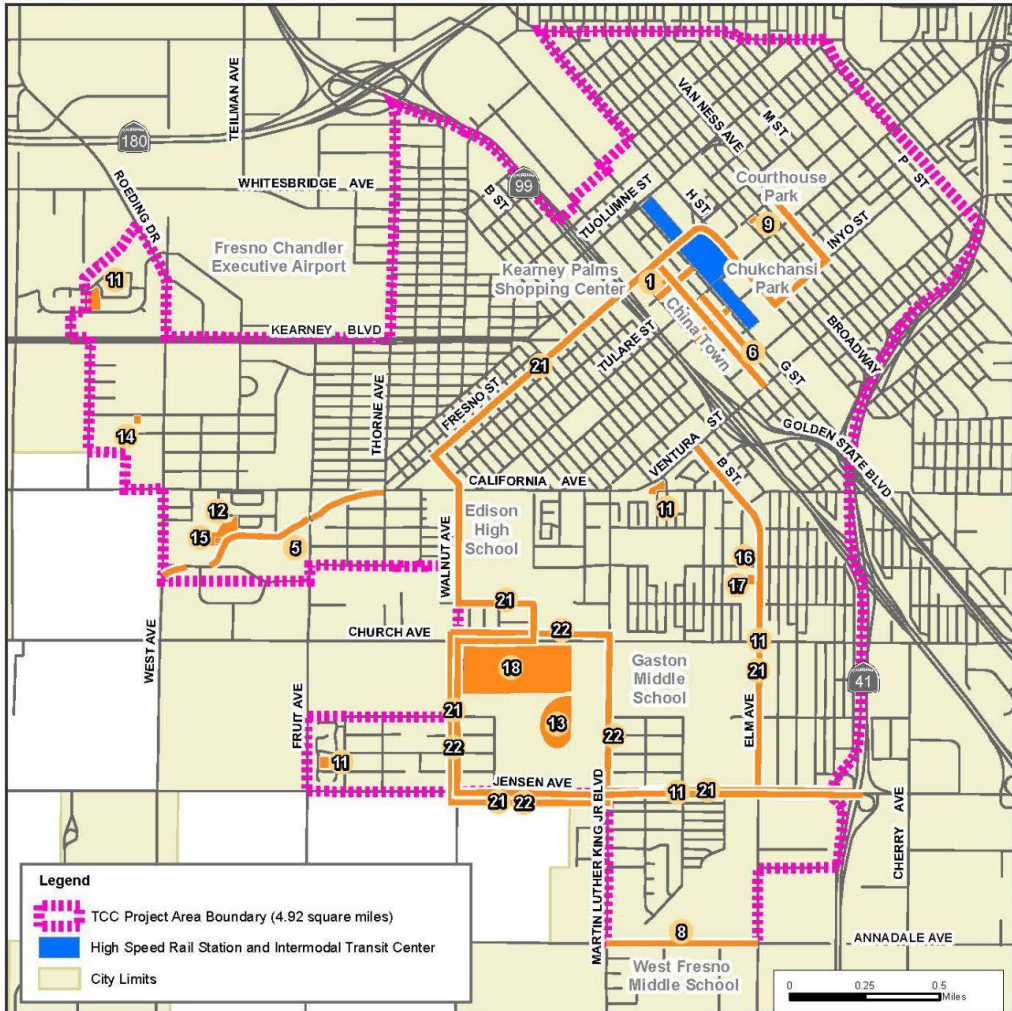 TEILMAN AVE
180
VAN NESS AVE
M ST
P ST
WHITESBRIDGE AVE
99
B ST
ROEDING DR
Courthouse
Park
TUOLUMNE ST
H ST
9
INYO ST
Fresno Chandler
Executive Airport
11
Kearney Palms
Shopping Center
1
Chukchansi
Park
KEARNEY BLVD
China Town
TULARE ST
6
BROADWAY
G ST
21
FRESNO ST
THORNE AVE
14
GOLDEN STATE BLVD
VENTURA ST
B ST.
CALIFORNIA AVE
11
12
15
5
Edison
High
School
WALNUT AVE
16
17
21
CHURCH AVE
22
11
WEST AVE
18
Gaston
Middle
School
21
41
FRUIT AVE
21
13
ELM AVE
22
22
11
JENSEN AVE
11
21
21
22
MARTIN LUTHER KING JR BLVD
CHERRY AVE
8
ANNADALE AVE
West Fresno
Middle School
Legend
TCC Project Area Boundary (4.92 square miles)
High Speed Rail Station and Intermodal Transit Center
City Limits
0 0.25 0.5
Miles